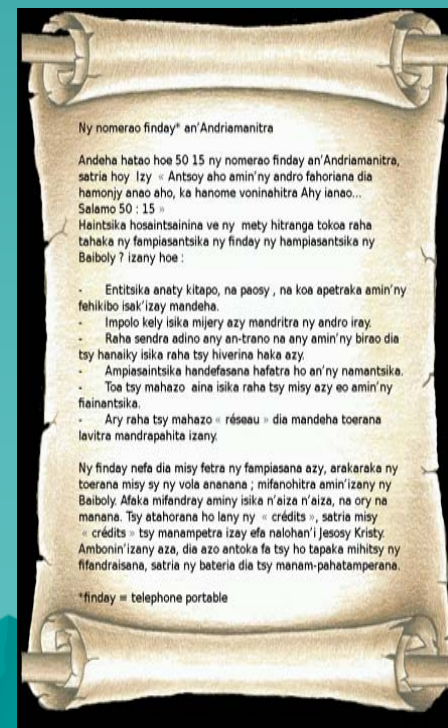 Ny nomerao finday* an'Andriamanitra
Andeha hatao hoe 50 15 ny nomerao finday an'Andriamanitra,
satria hoy  Izy  « Antsoy aho amin'ny andro fahoriana dia
hamonjy anao aho, ka hanome voninahitra Ahy ianao...
Salamo 50 : 15 »
Haintsika hosaintsainina ve ny  mety hitranga tokoa raha
tahaka ny fampiasantsika ny finday ny hampiasantsika ny
Baiboly ? izany hoe :
-     Entitsika anaty kitapo, na paosy , na koa apetraka amin'ny
fehikibo isak'izay mandeha.
-     Impolo kely isika mijery azy mandritra ny andro iray.
-     Raha sendra adino any an-trano na any amin'ny birao dia
tsy hanaiky isika raha tsy hiverina haka azy.
-     Ampiasaintsika handefasana hafatra ho an'ny namantsika.
-     Toa tsy mahazo  aina isika raha tsy misy azy eo amin'ny
fiainantsika.
-     Ary raha tsy mahazo « réseau » dia mandeha toerana
lavitra mandrapahita izany.
Ny finday nefa dia misy fetra ny fampiasana azy, arakaraka ny
toerana misy sy ny vola ananana ; mifanohitra amin'izany ny
Baiboly. Afaka mifandray aminy isika n'aiza n'aiza, na ory na
manana. Tsy atahorana ho lany ny  « crédits », satria misy
« crédits » tsy manampetra izay efa nalohan'i Jesosy Kristy.
Ambonin'izany aza, dia azo antoka fa tsy ho tapaka mihitsy ny
fifandraisana, satria ny bateria dia tsy manam-pahatamperana.
*finday = telephone portable